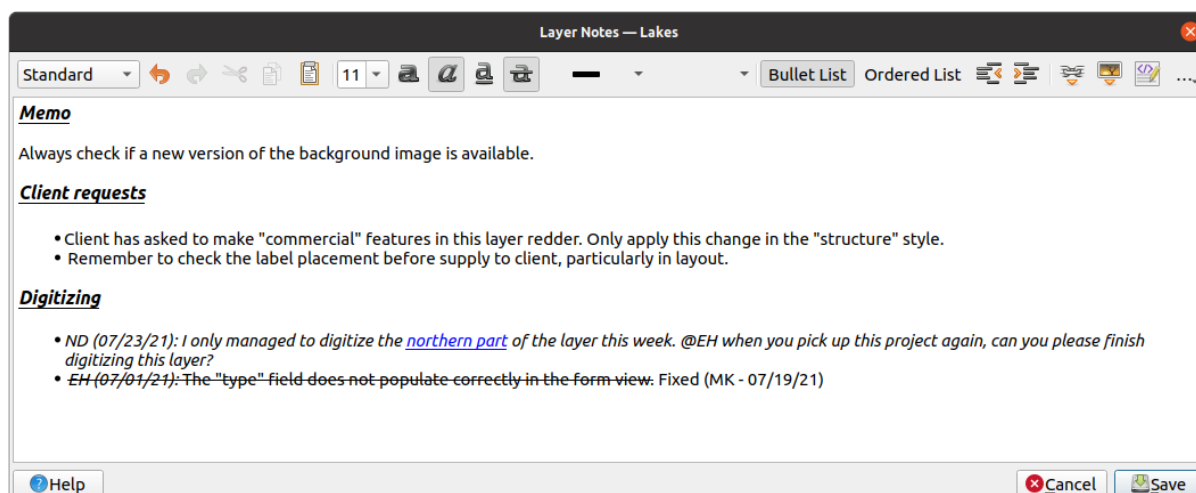 Layer Notes — Lakes
Standard 11 Bullet List Ordered List ...
Memo
Always check if a new version of the background image is available.
Client requests
• Client has asked to make "commercial" features in this layer redder. Only apply this change in the "structure" style.
• Remember to check the label placement before supply to client, particularly in layout.
Digitizing
• ND (07/23/21): I only managed to digitize the northern part of the layer this week. @EH when you pick up this project again, can you please finish
digitizing this layer?
• EH (07/01/21): The "type" field does not populate correctly in the form view. Fixed (MK - 07/19/21)
Help Cancel Save